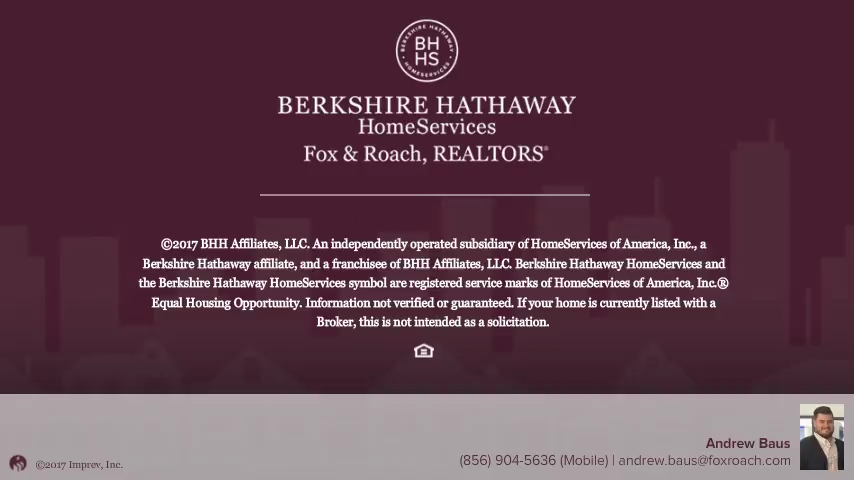 BERKSHIRE HATHAWAY
HOMESERVICES
BH
HS
BERKSHIRE HATHAWAY
HomeServices
Fox & Roach, REALTORS®
©2017 BHH Affiliates, LLC. An independently operated subsidiary of HomeServices of America, Inc., a
Berkshire Hathaway affiliate, and a franchisee of BHH Affiliates, LLC. Berkshire Hathaway HomeServices and
the Berkshire Hathaway HomeServices symbol are registered service marks of HomeServices of America, Inc.®
Equal Housing Opportunity. Information not verified or guaranteed. If your home is currently listed with a
Broker, this is not intended as a solicitation.
Andrew Baus
(856) 904-5636 (Mobile) | andrew.baus@foxroach.com
©2017 Imprev, Inc.